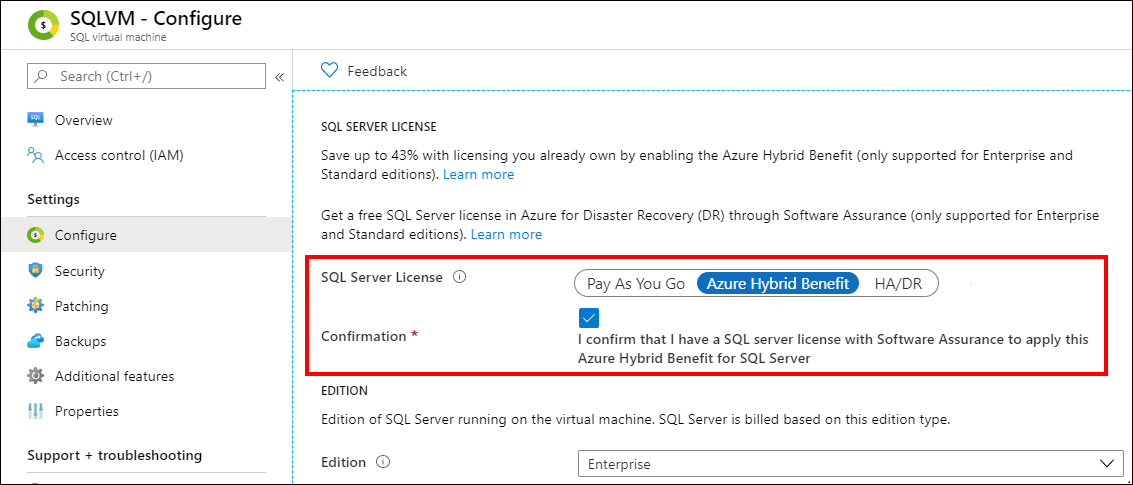 SQLVM - Configure
SQL virtual machine
Search (Ctrl+/)
«
Feedback
SQL
Overview
Access control (IAM)
Settings
Configure
Security
Patching
Backups
Additional features
Properties
Support + troubleshooting
SQL SERVER LICENSE
Save up to 43% with licensing you already own by enabling the Azure Hybrid Benefit (only supported for Enterprise and
Standard editions). Learn more
Get a free SQL Server license in Azure for Disaster Recovery (DR) through Software Assurance (only supported for Enterprise
and Standard editions). Learn more
SQL Server License
Pay As You Go Azure Hybrid Benefit HA/DR
Confirmation *
I confirm that I have a SQL server license with Software Assurance to apply this
Azure Hybrid Benefit for SQL Server
EDITION
Edition of SQL Server running on the virtual machine. SQL Server is billed based on this edition type.
Edition
Enterprise